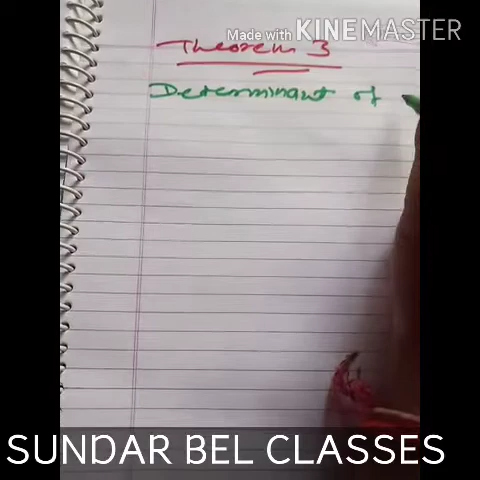 Made with KINEMASTER
Theorem 3
Determinant of
SUNDAR BEL CLASSES